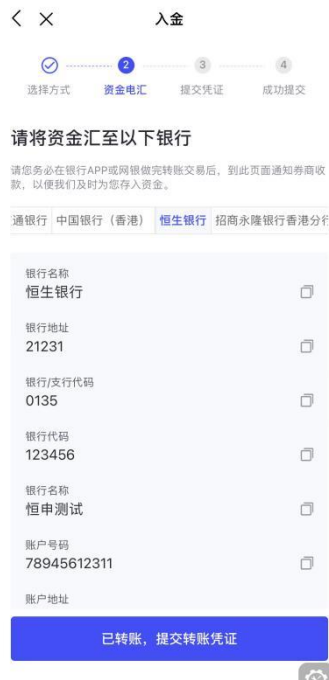 入金
2
3
4
选择方式
资金电汇
提交凭证
成功提交
请将资金汇至以下银行
请您务必在银行APP或网银做完转账交易后，到此页面通知券商收
款，以便我们及时为您存入资金。
通银行 中国银行（香港） 恒生银行 招商永隆银行香港分行
银行名称
恒生银行
银行地址
21231
银行/支行代码
0135
银行代码
123456
银行名称
恒申测试
账户号码
78945612311
账户地址
已转账，提交转账凭证